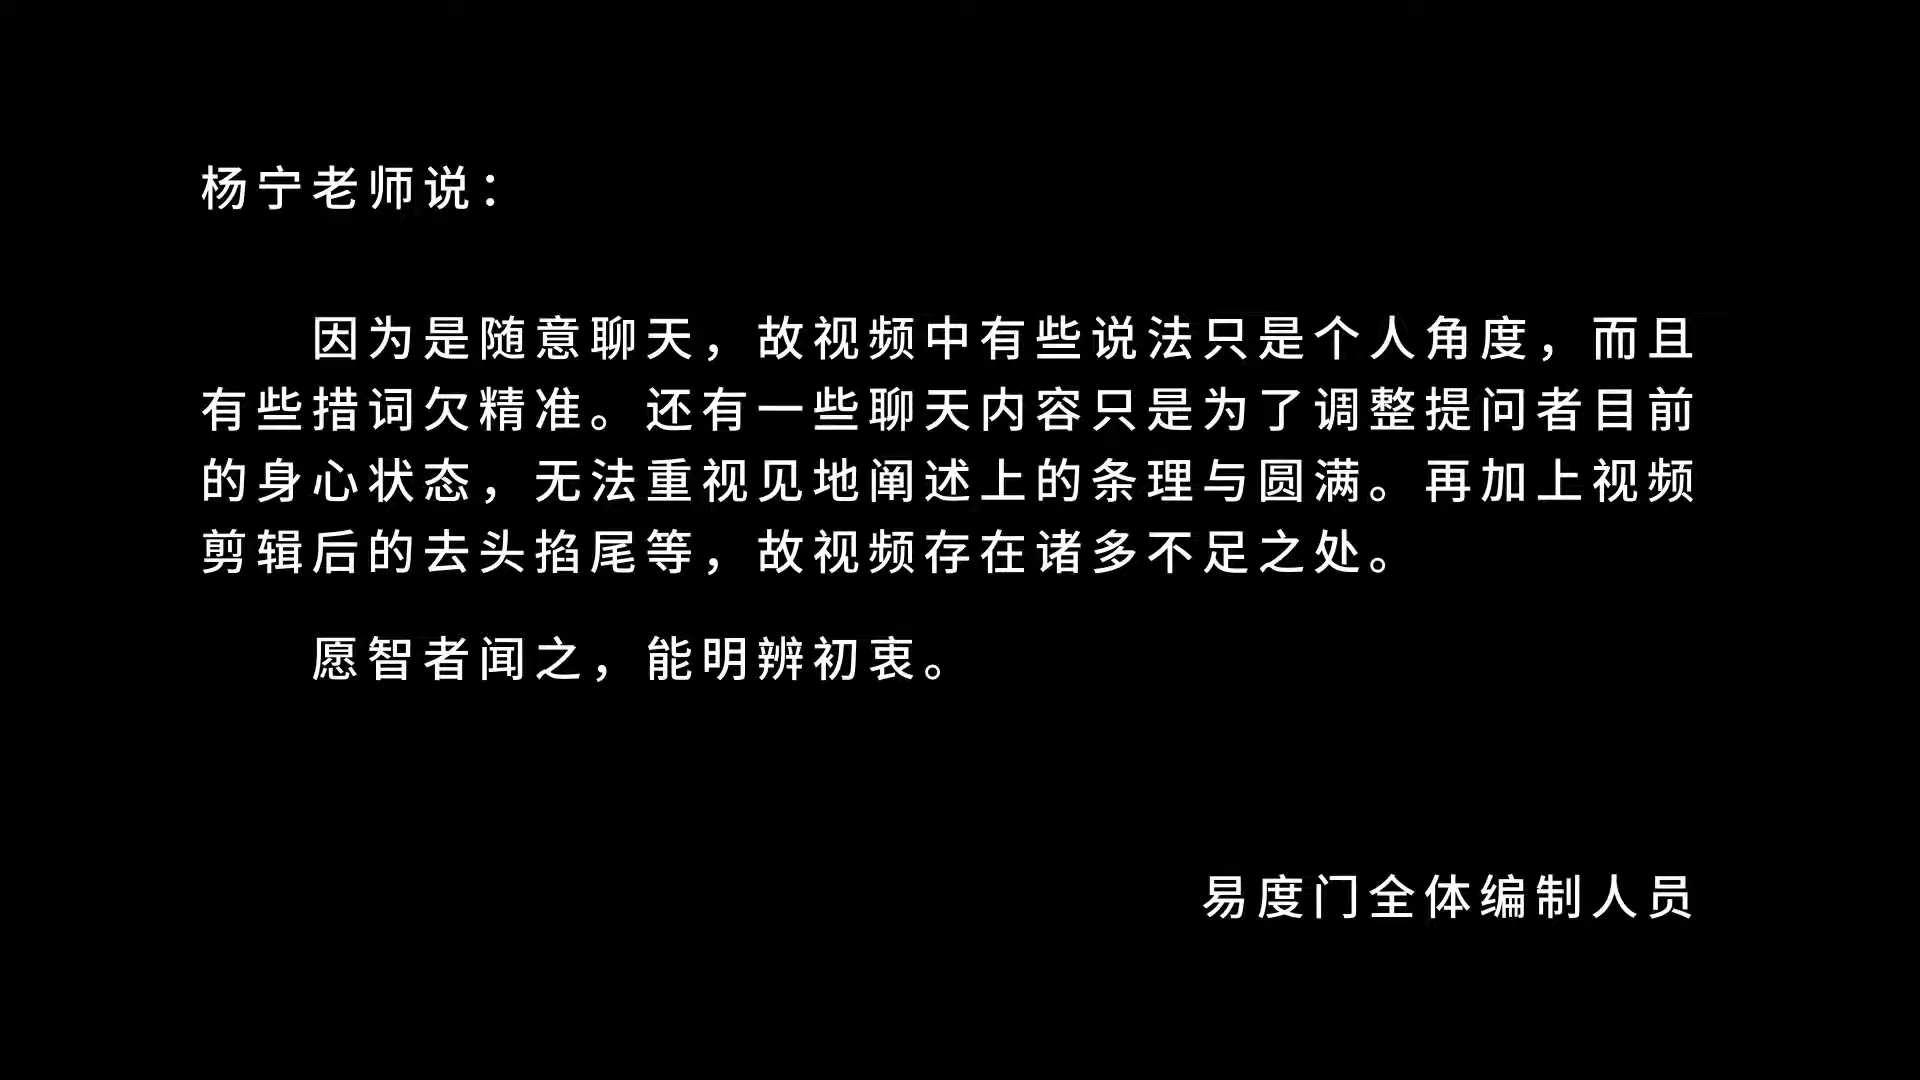 杨宁老师说：
因为是随意聊天，故视频中有些说法只是个人角度，而且
有些措词欠精准。还有一些聊天内容只是为了调整提问者目前
的身心状态，无法重视见地阐述上的条理与圆满。再加上视频
剪辑后的去头掐尾等，故视频存在诸多不足之处。
愿智者闻之，能明辨初衷。
易度门全体编制人员